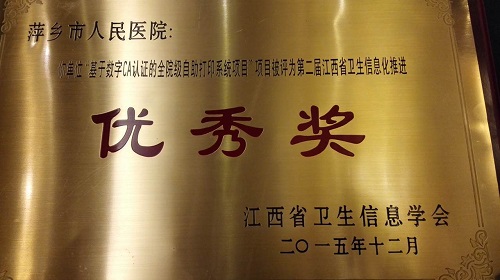 萍乡市人民医院：
你单位“基于数字CA认证的全院级自助打印系统项目”项目被评为第二届江西省卫生信息化推进
优秀奖
江西省卫生信息学会
二〇一五年十二月